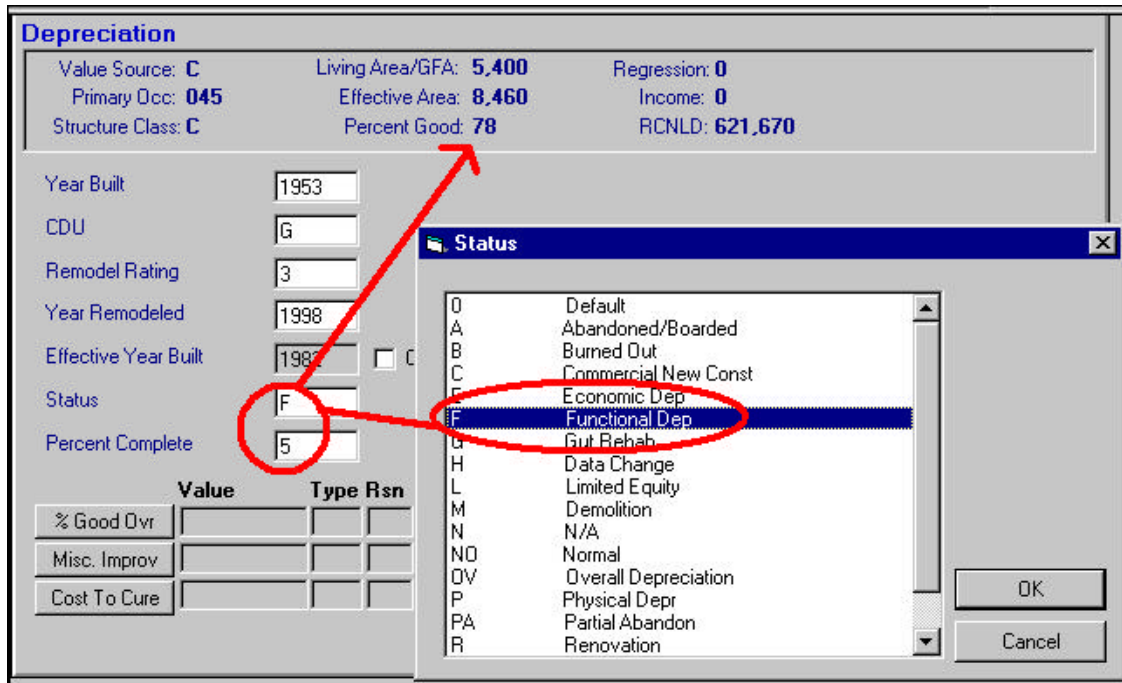 Depreciation
Value Source: C Living Area/GFA: 5,400 Regression: 0
Primary Occ: 045 Effective Area: 8,460 Income: 0
Structure Class: C Percent Good: 78 RCNLD: 621,670
Year Built 1953
CDU G
Remodel Rating 3
Year Remodeled 1998
Effective Year Built
Status F
Percent Complete 5
Value Type Rsn
% Good Ovr
Misc. Improv
Cost To Cure
Status
0 Default
A Abandoned/Boarded
B Burned Out
C Commercial New Const
E Economic Dep
F Functional Dep
G Gut Rehab
H Data Change
L Limited Equity
M Demolition
N N/A
NO Normal
OV Overall Depreciation
P Physical Depr
PA Partial Abandon
R Renovation
OK
Cancel